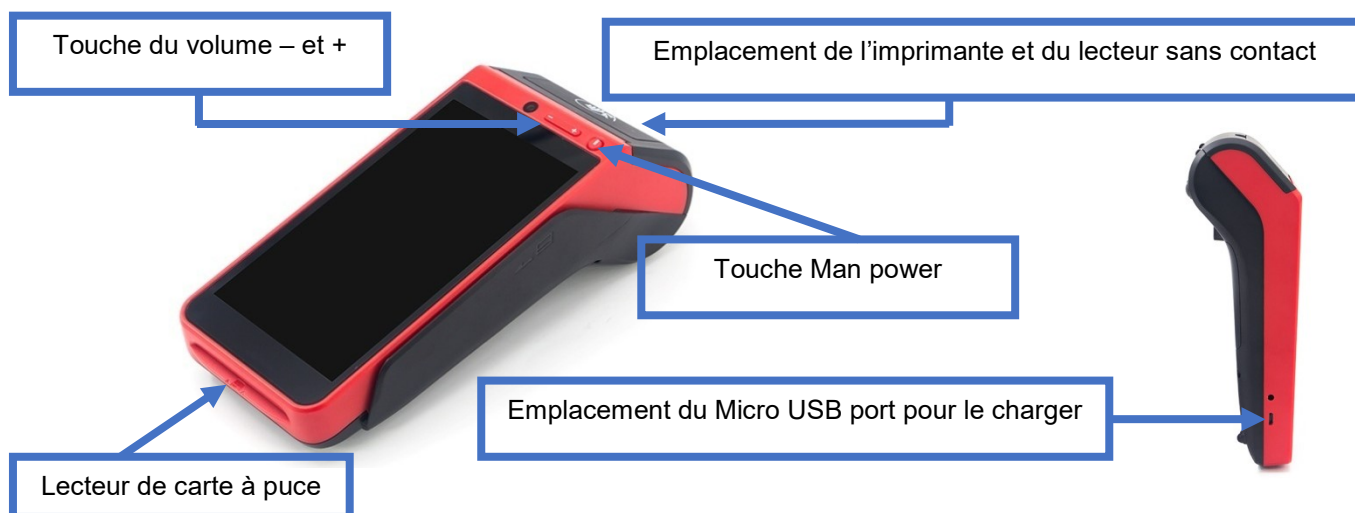 Touche du volume – et +
Emplacement de l’imprimante et du lecteur sans contact
Touche Man power
Emplacement du Micro USB port pour le charger
Lecteur de carte à puce